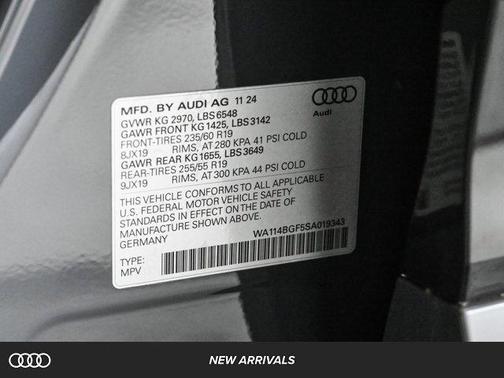 MFD. BY AUDI AG 11 24
GVWR KG 2970, LBS 6548
GAWR FRONT KG 1425, LBS 3142
FRONT-TIRES 235/60 R19
8JX19 RIMS, AT 280 KPA 41 PSI COLD
GAWR REAR KG 1655, LBS 3649
REAR-TIRES 255/55 R19
9JX19 RIMS, AT 300 KPA 44 PSI COLD
THIS VEHICLE CONFORMS TO ALL APPLICABLE
U.S. FEDERAL MOTOR VEHICLE SAFETY
STANDARDS IN EFFECT ON THE DATE OF
MANUFACTURE SHOWN ABOVE.
GERMANY
WA114BGF5SA019343
TYPE:
MPV
Audi
NEW ARRIVALS